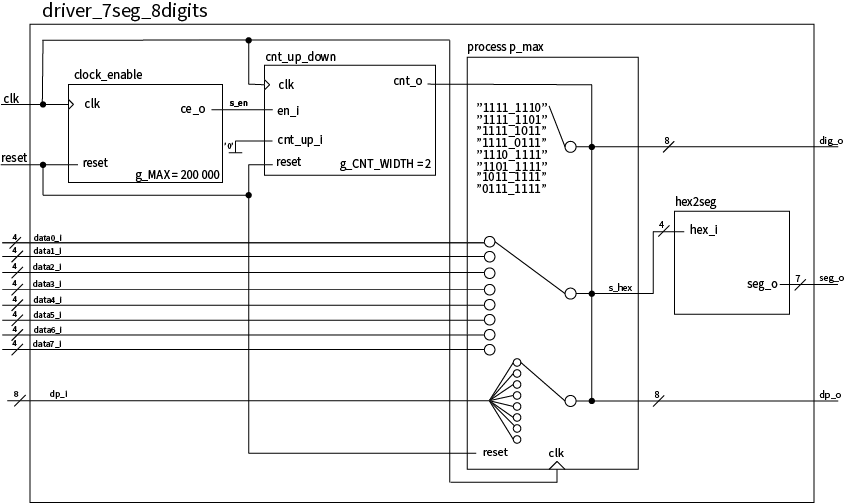 driver_7seg_8digits
clk
reset
clock_enable
clk
ce_o
reset
g_MAX = 200 000
s_en
'0'
cnt_up_down
clk
cnt_o
en_i
cnt_up_i
reset
g_CNT_WIDTH = 2
process p_max
"1111_1110"
"1111_1101"
"1111_1011"
"1111_0111"
"1110_1111"
"1101_1111"
"1011_1111"
"0111_1111"
8
dig_o
hex2seg
4
hex_i
seg_o
7
seg_o
s_hex
4
data0_i
4
data1_i
4
data2_i
4
data3_i
4
data4_i
4
data5_i
4
data6_i
4
data7_i
8
dp_i
8
dp_o
reset
clk